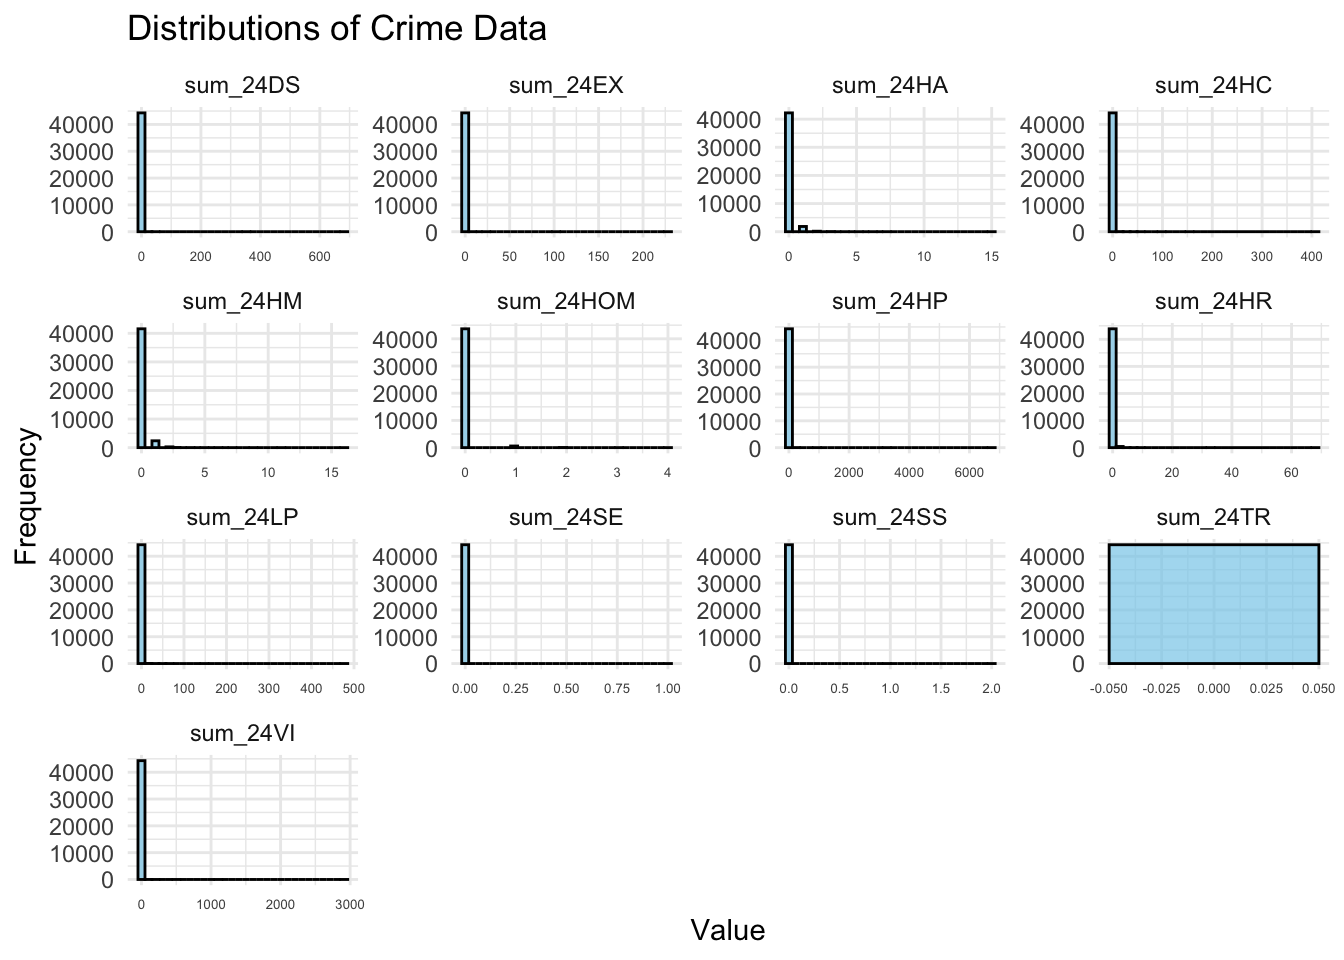 Distributions of Crime Data
sum_24DS sum_24EX sum_24HA sum_24HC
40000 40000 40000 40000
30000 30000 30000 30000
20000 20000 20000 20000
10000 10000 10000 10000
0 0 0 0
0 200 400 600 0 50 100 150 200 0 5 10 15 0 100 200 300 400
sum_24HM sum_24HOM sum_24HP sum_24HR
40000 40000 40000 40000
30000 30000 30000 30000
20000 20000 20000 20000
10000 10000 10000 10000
0 0 0 0
0 5 10 15 0 1 2 3 4 0 2000 4000 6000 0 20 40 60
Frequency
sum_24LP sum_24SE sum_24SS sum_24TR
40000 40000 40000 40000
30000 30000 30000 30000
20000 20000 20000 20000
10000 10000 10000 10000
0 0 0 0
0 100 200 300 400 500 0.00 0.25 0.50 0.75 1.00 0.0 0.5 1.0 1.5 2.0 -0.050 -0.025 0.000 0.025 0.050
sum_24VI
40000
30000
20000
10000
0
0 1000 2000 3000
Value